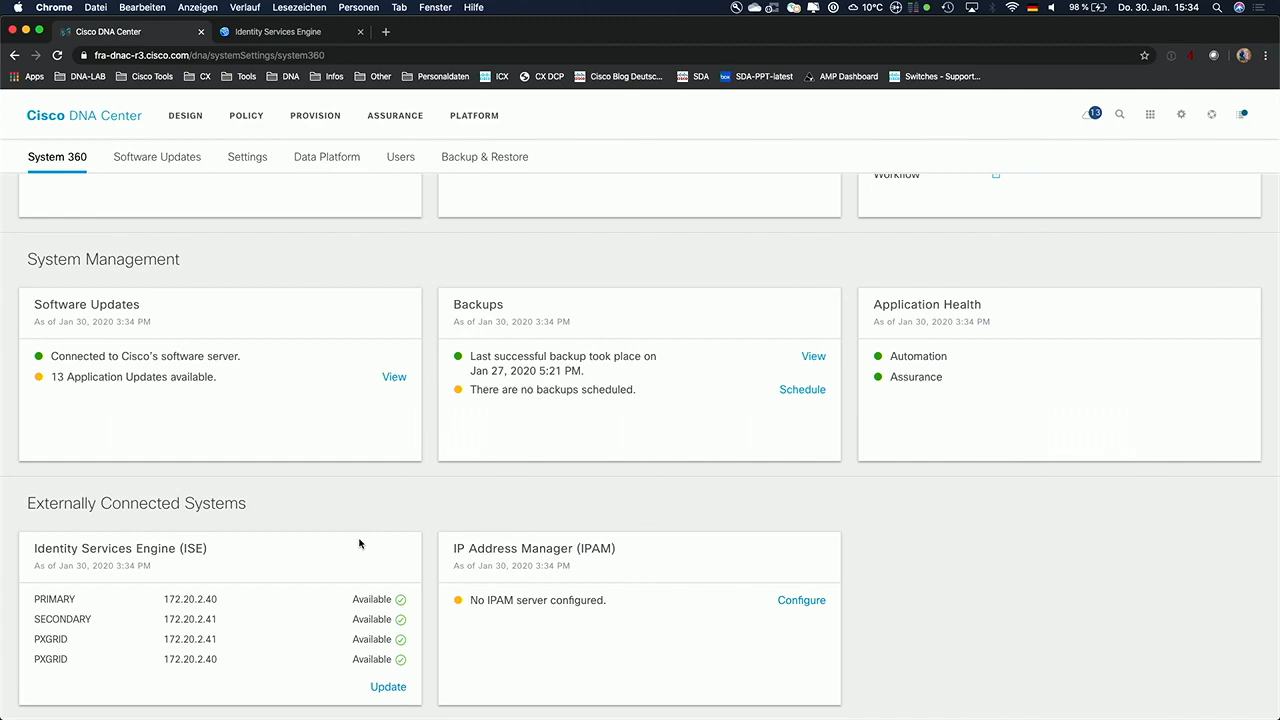 Chrome Datei Bearbeiten Anzeigen Verlauf Lesezeichen Personen Tab Fenster Hilfe 10°C 98 % Do. 30. Jan. 15:34
Cisco DNA Center Identity Services Engine
fra-dnac-r3.cisco.com/dna/systemSettings/system360
Apps DNA-LAB Cisco Tools CX Tools DNA Infos Other Personaldaten ICX CX DCP Cisco Blog Deutsc... SDA SDA-PPT-latest AMP Dashboard Switches - Support...
Cisco DNA Center DESIGN POLICY PROVISION ASSURANCE PLATFORM 13
System 360 Software Updates Settings Data Platform Users Backup & Restore
Workflow
System Management
Software Updates
As of Jan 30, 2020 3:34 PM
Connected to Cisco's software server.
13 Application Updates available. View
Backups
As of Jan 30, 2020 3:34 PM
Last successful backup took place on View
Jan 27, 2020 5:21 PM.
There are no backups scheduled. Schedule
Application Health
As of Jan 30, 2020 3:34 PM
Automation
Assurance
Externally Connected Systems
Identity Services Engine (ISE)
As of Jan 30, 2020 3:34 PM
PRIMARY 172.20.2.40 Available
SECONDARY 172.20.2.41 Available
PXGRID 172.20.2.41 Available
PXGRID 172.20.2.40 Available
Update
IP Address Manager (IPAM)
As of Jan 30, 2020 3:34 PM
No IPAM server configured. Configure